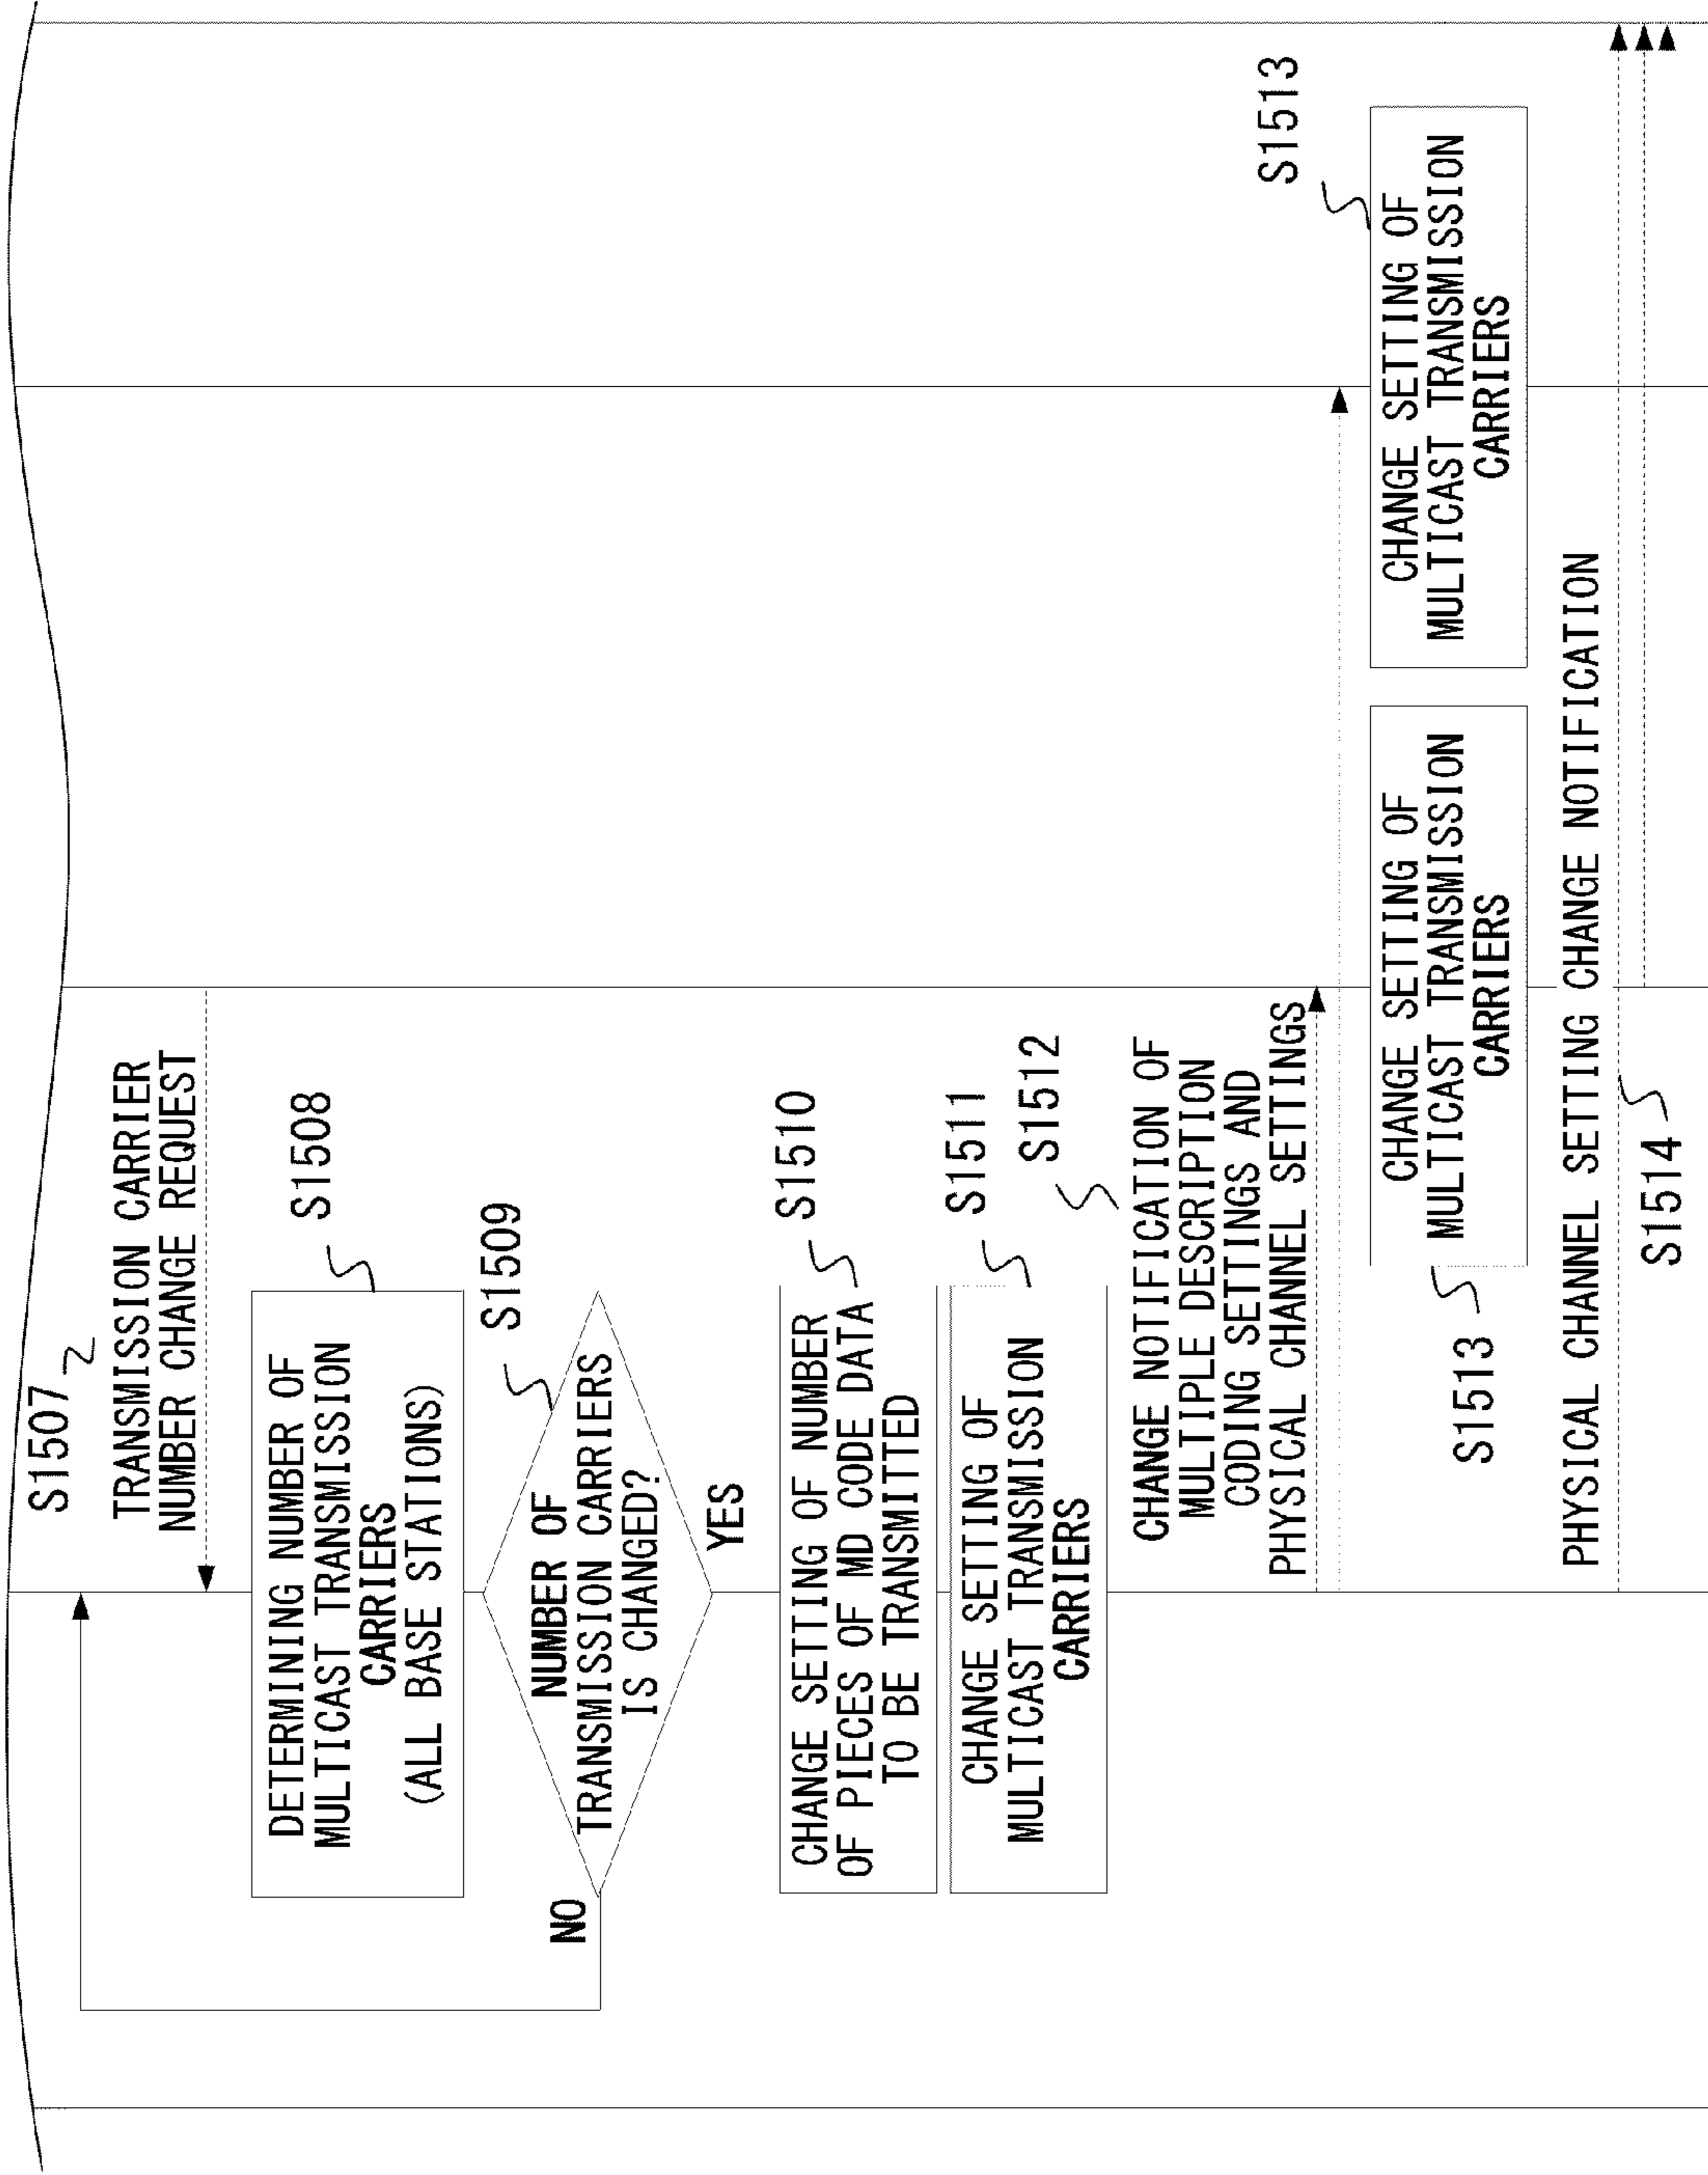 S1507
TRANSMISSION CARRIER
NUMBER CHANGE REQUEST
DETERMINING NUMBER OF
MULTICAST TRANSMISSION
CARRIERS
(ALL BASE STATIONS)
S1508
S1509
NUMBER OF
TRANSMISSION CARRIERS
IS CHANGED?
NO
YES
CHANGE SETTING OF NUMBER
OF PIECES OF MD CODE DATA
TO BE TRANSMITTED
S1510
CHANGE SETTING OF
MULTICAST TRANSMISSION
CARRIERS
S1511
S1512
CHANGE NOTIFICATION OF
MULTIPLE DESCRIPTION
CODING SETTINGS AND
PHYSICAL CHANNEL SETTINGS
CHANGE SETTING OF
MULTICAST TRANSMISSION
CARRIERS
S1513
CHANGE SETTING OF
MULTICAST TRANSMISSION
CARRIERS
S1513
PHYSICAL CHANNEL SETTING CHANGE NOTIFICATION
S1514